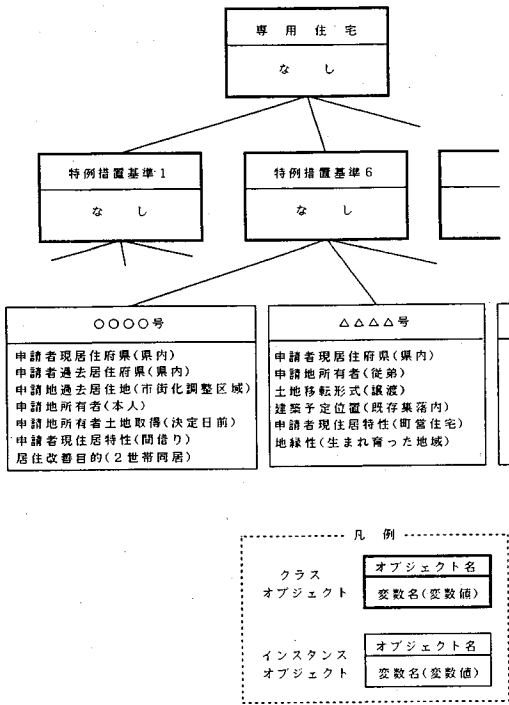 専用住宅
なし
特例措置基準1
なし
特例措置基準6
なし
○○○○号
申請者現居住府県(県内)
申請者過去居住府県(県内)
申請地過去居住地(市街化調整区域)
申請地所有者(本人)
申請地所有者土地取得(決定日前)
申請者現住居特性(間借り)
居住改善目的(2世帯同居)
△△△△号
申請者現居住府県(県内)
申請地所有者(従弟)
土地移転形式(譲渡)
建築予定位置(既存集落内)
申請者現住居特性(町営住宅)
地縁性(生まれ育った地域)
凡例
クラス
オブジェクト
オブジェクト名
変数名(変数値)
インスタンス
オブジェクト
オブジェクト名
変数名(変数値)